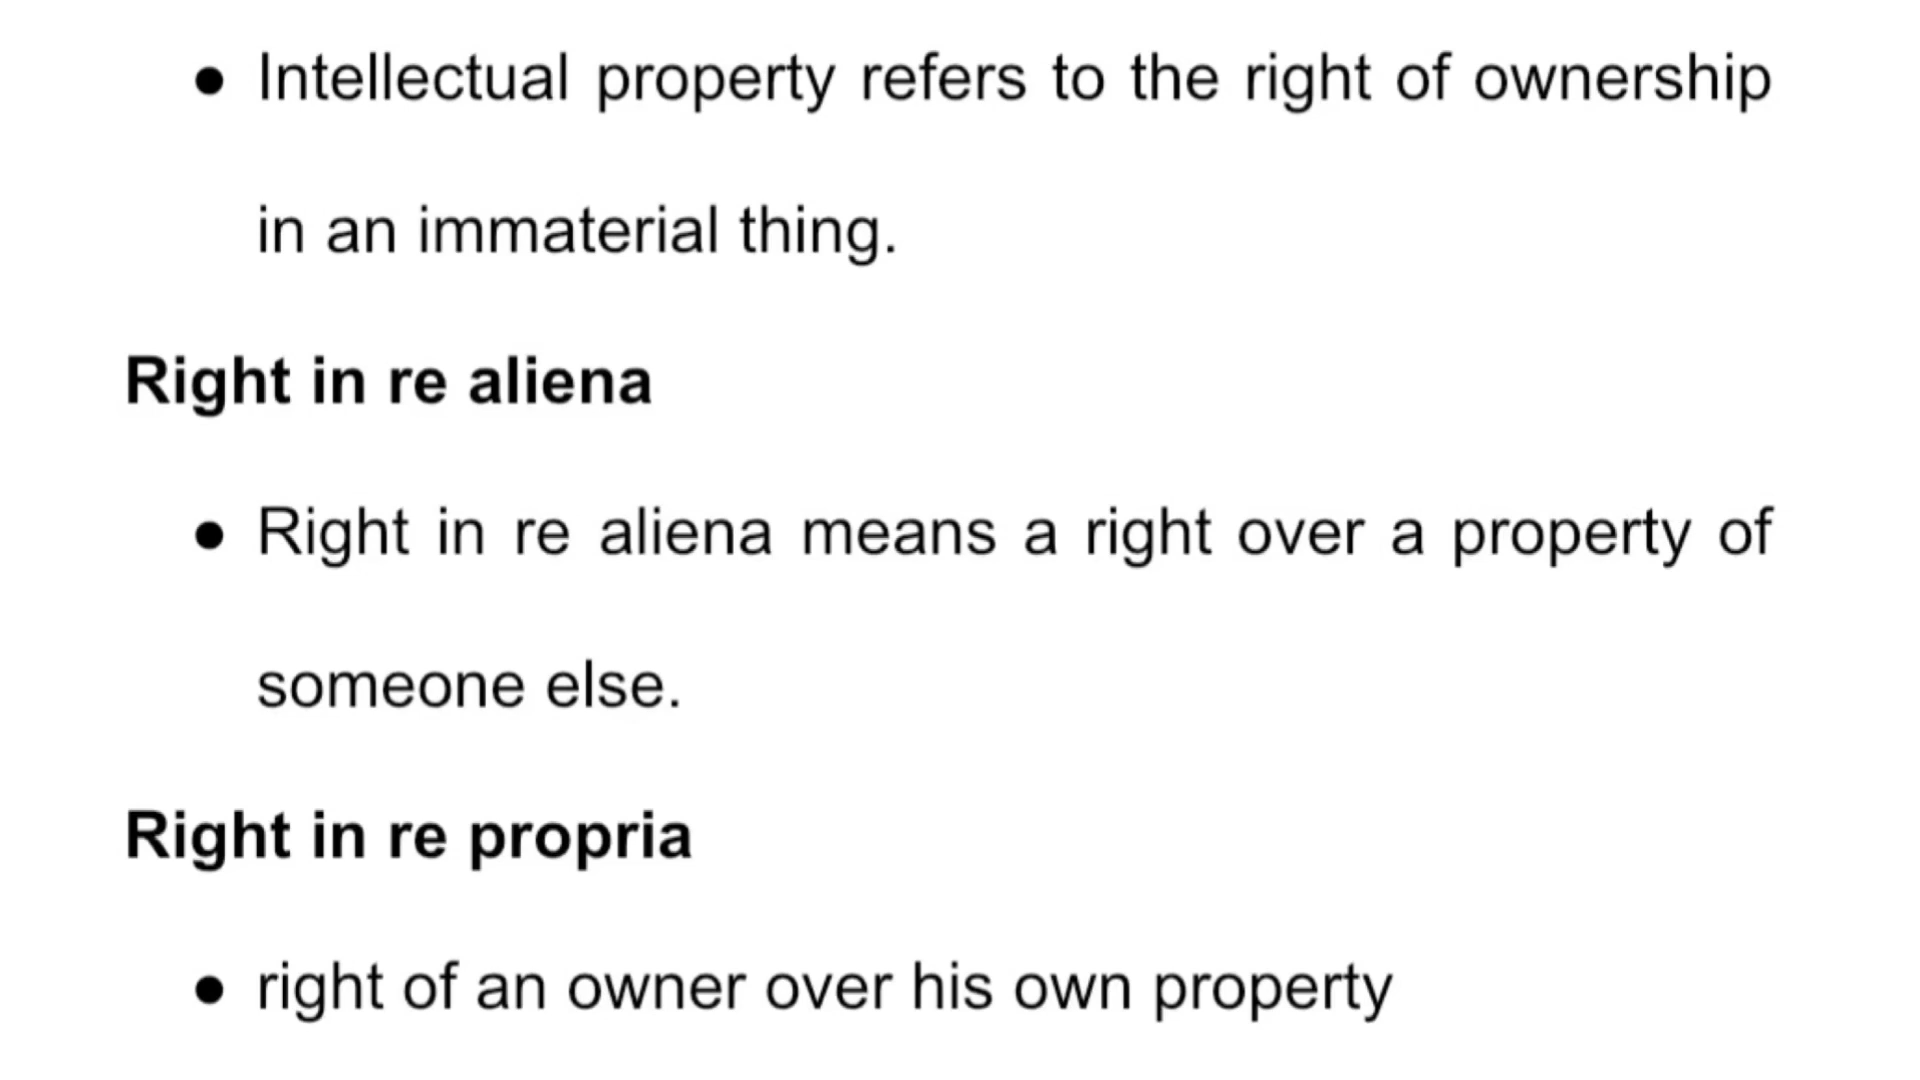 ● Intellectual property refers to the right of ownership
in an immaterial thing.
Right in re aliena
● Right in re aliena means a right over a property of
someone else.
Right in re propria
● right of an owner over his own property